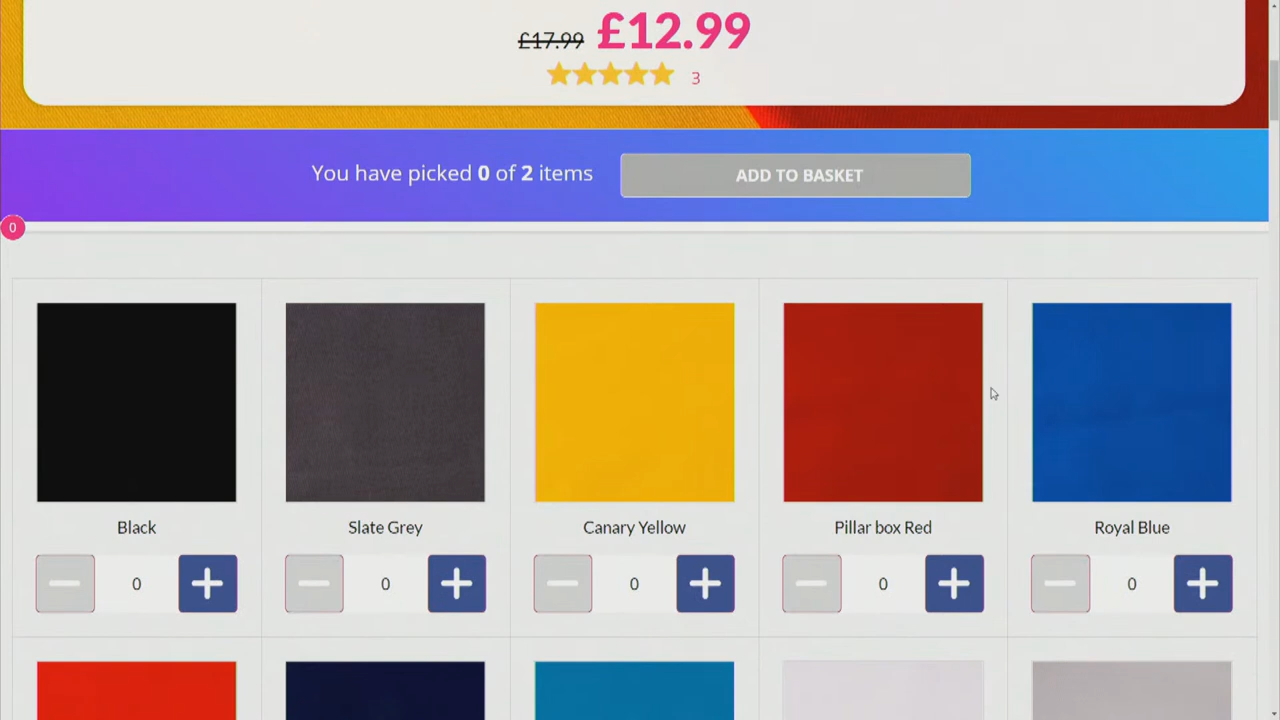 £17.99 £12.99
3
You have picked 0 of 2 items
ADD TO BASKET
0
Black
Slate Grey
Canary Yellow
Pillar box Red
Royal Blue
0
0
0
0
0